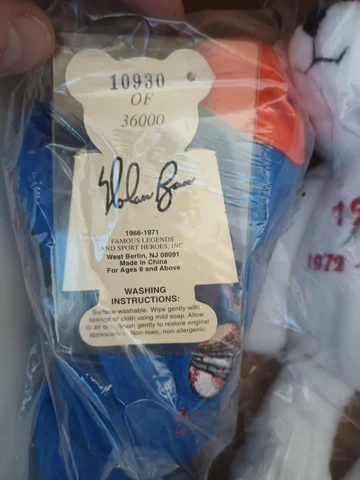 10930
OF
36000
Nolan Ryan
1966-1971
FAMOUS LEGENDS
AND SPORT HEROES, INC
West Berlin, NJ 08091
Made in China
For Ages 8 and Above
WASHING
INSTRUCTIONS:
Surface-washable. Wipe gently with
sponge or cloth using mild soap. Allow
to air dry. Brush gently to restore original
appearance. Non toxic, non-allergenic.
1972